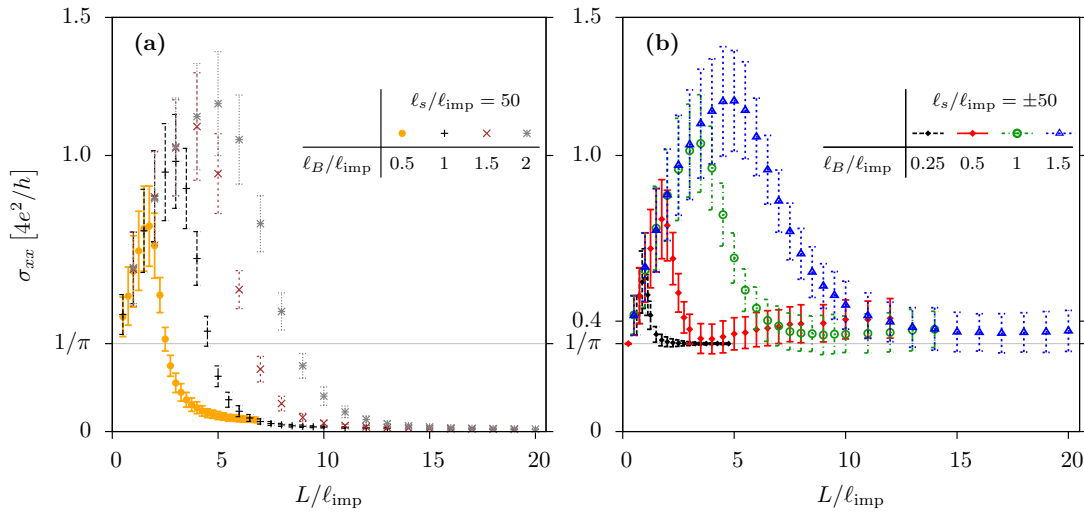 (a)
ℓs/ℓimp = 50
ℓB/ℓimp 0.5 1 1.5 2
σxx [4e²/h]
1.5
1.0
1/π
0
0 5 10 15 20
L/ℓimp
(b)
ℓs/ℓimp = ±50
ℓB/ℓimp 0.25 0.5 1 1.5
1.5
1.0
0.4
1/π
0
0 5 10 15 20
L/ℓimp